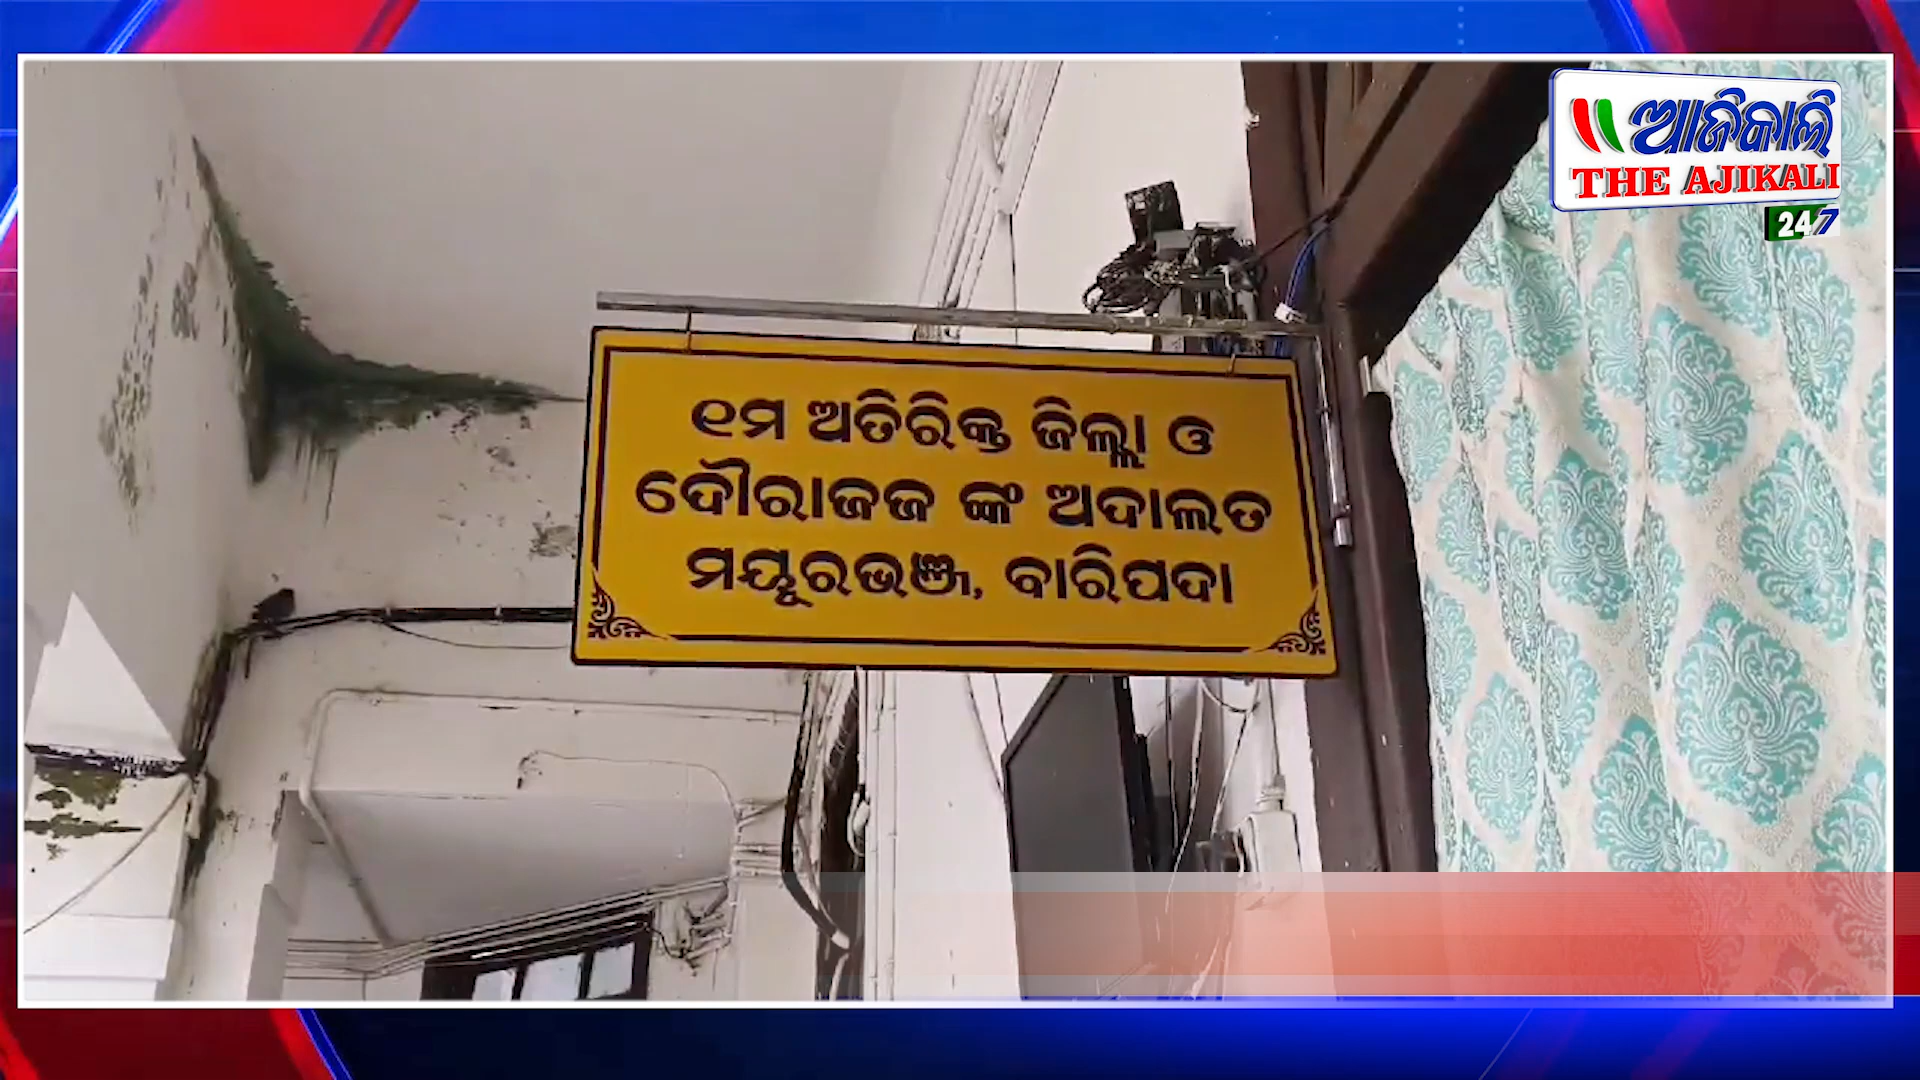 ଆଜିକାଲି
THE AJIKALI
24/7
୧ମ ଅତିରିକ୍ତ ଜିଲ୍ଲା ଓ
ଦୌରାଜଜ ଙ୍କ ଅଦାଲତ
ମୟୂରଭଞ୍ଜ, ବାରିପଦା